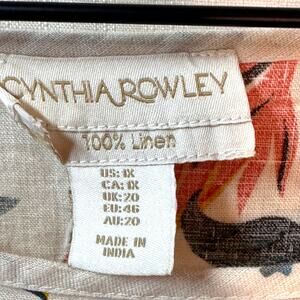 CYNTHIA ROWLEY
100% Linen
US: 1X
CA: 1X
UK: 20
EU: 46
AU: 20
MADE IN
INDIA